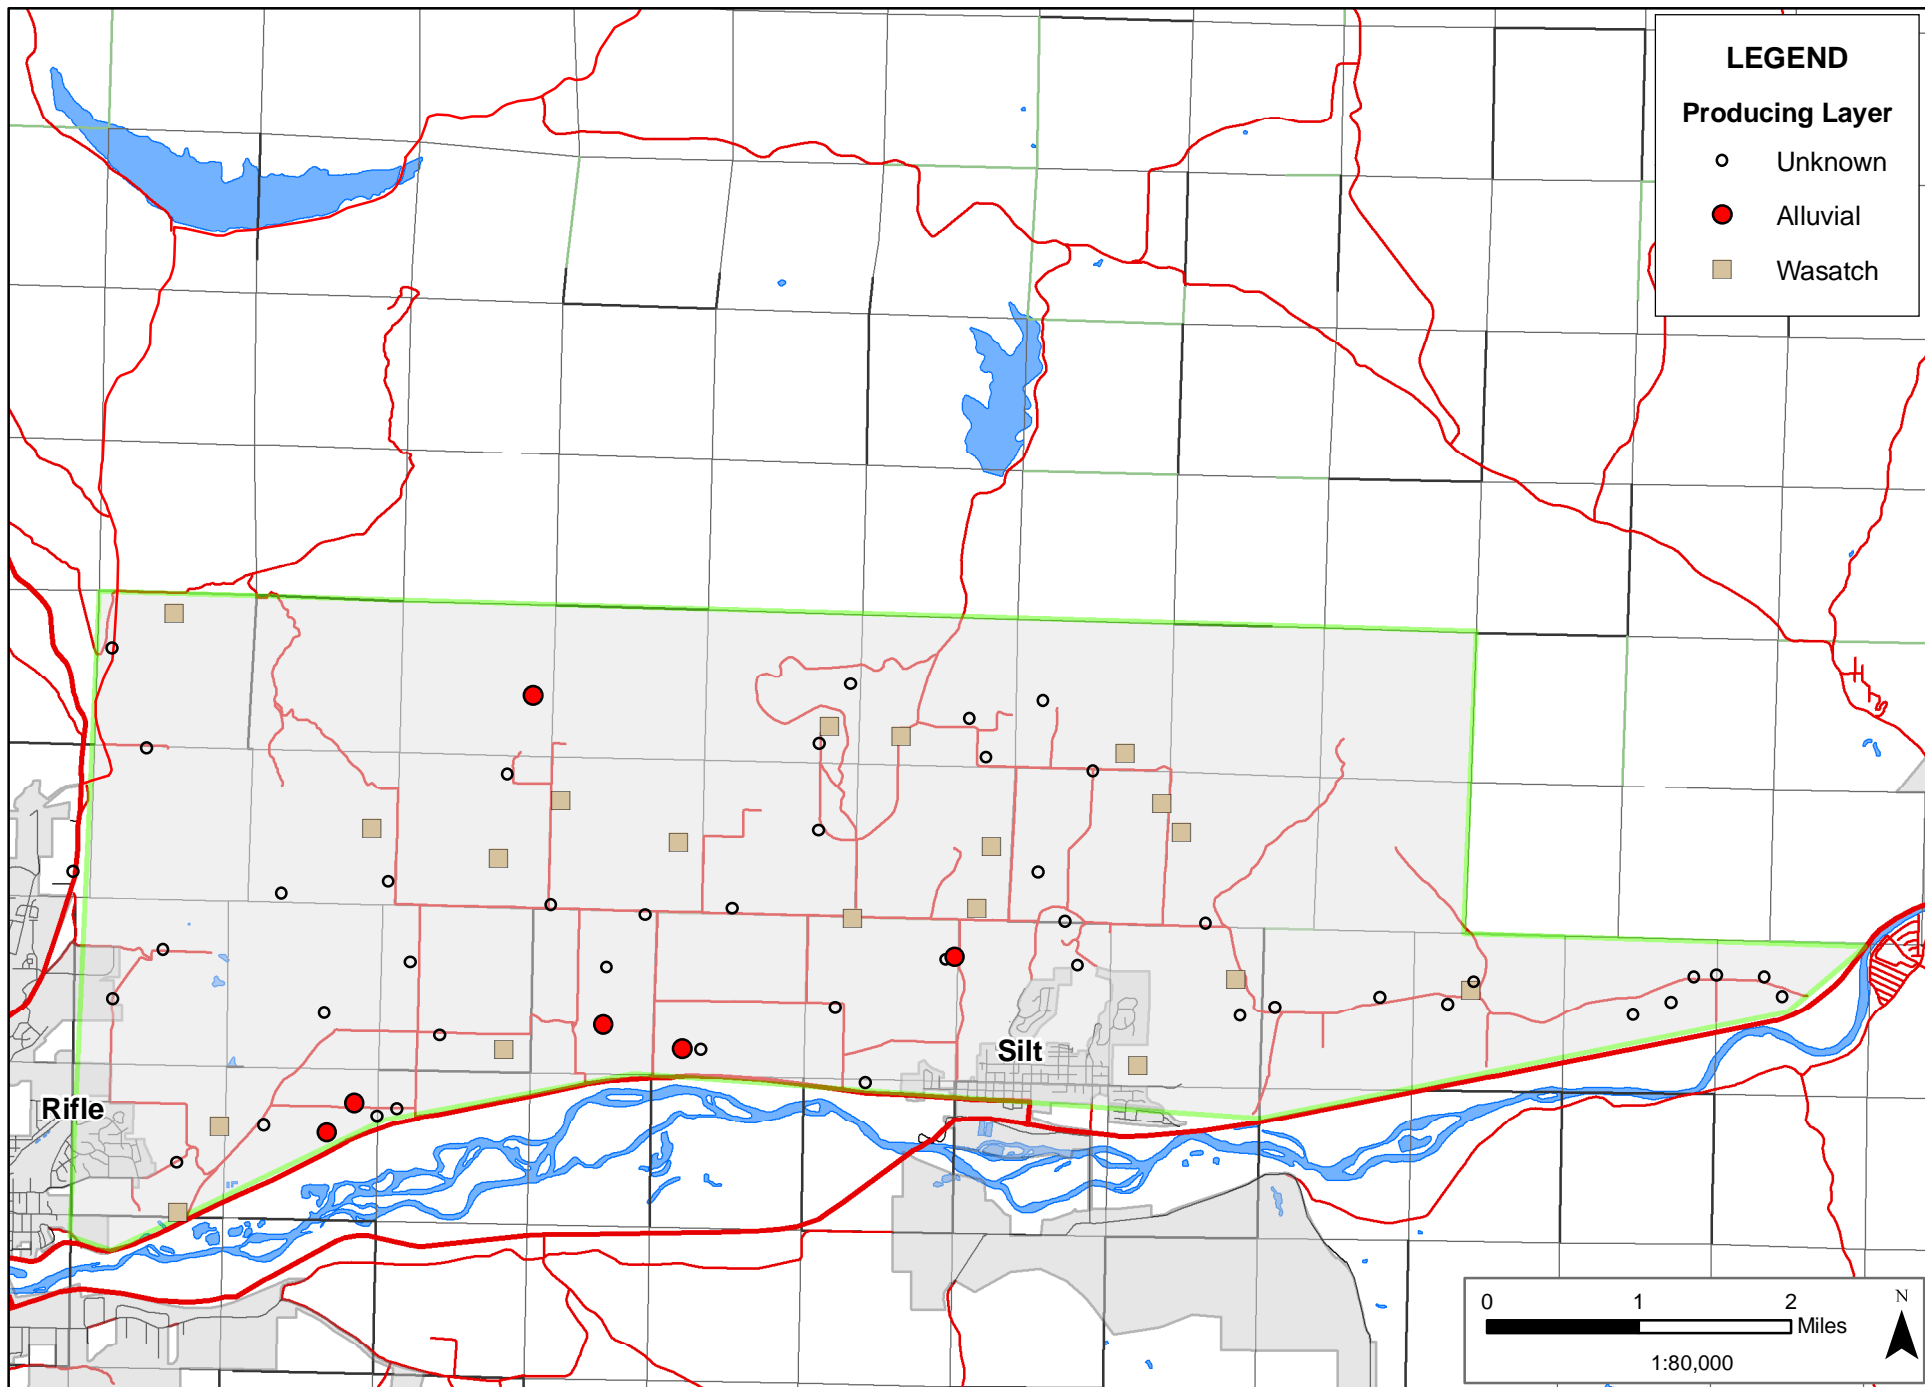 LEGEND
Producing Layer
Unknown
Alluvial
Wasatch
Silt
Rifle
0 1 2
Miles
1:80,000
N